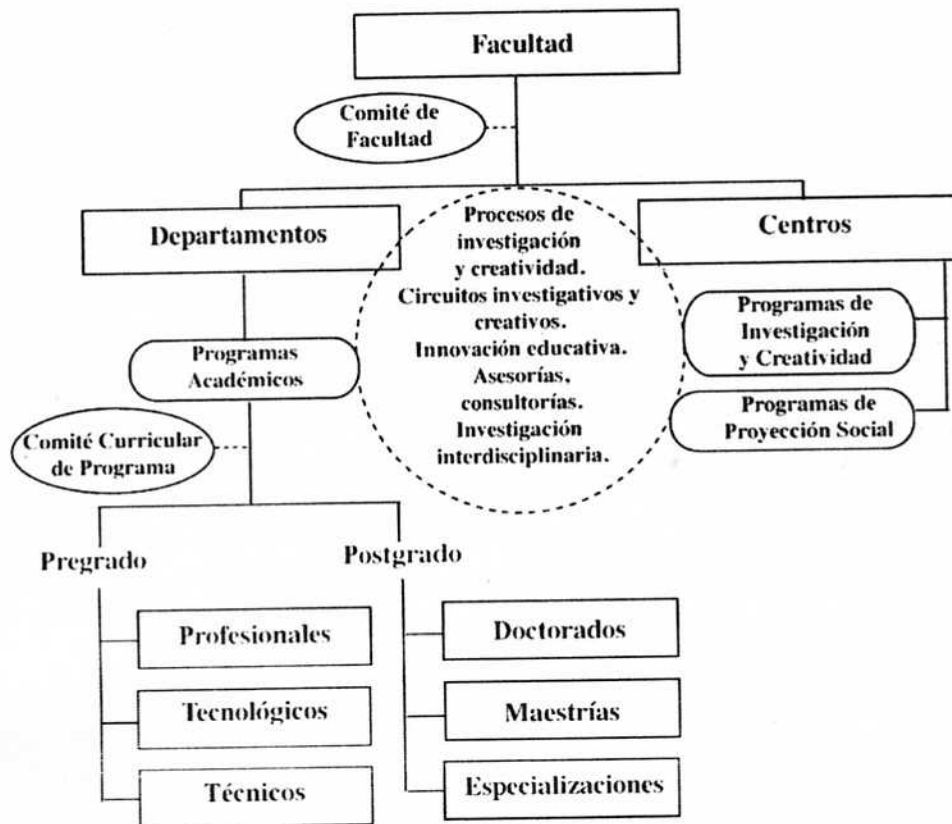 Facultad
Comité de
Facultad
Departamentos
Procesos de
investigación
y creatividad.
Circuitos investigativos y
creativos.
Innovación educativa.
Asesorías,
consultorías.
Investigación
interdisciplinaria.
Centros
Programas de
Investigación
y Creatividad
Programas de
Proyección Social
Programas
Académicos
Comité Curricular
de Programa
Pregrado
Profesionales
Tecnológicos
Técnicos
Postgrado
Doctorados
Maestrías
Especializaciones